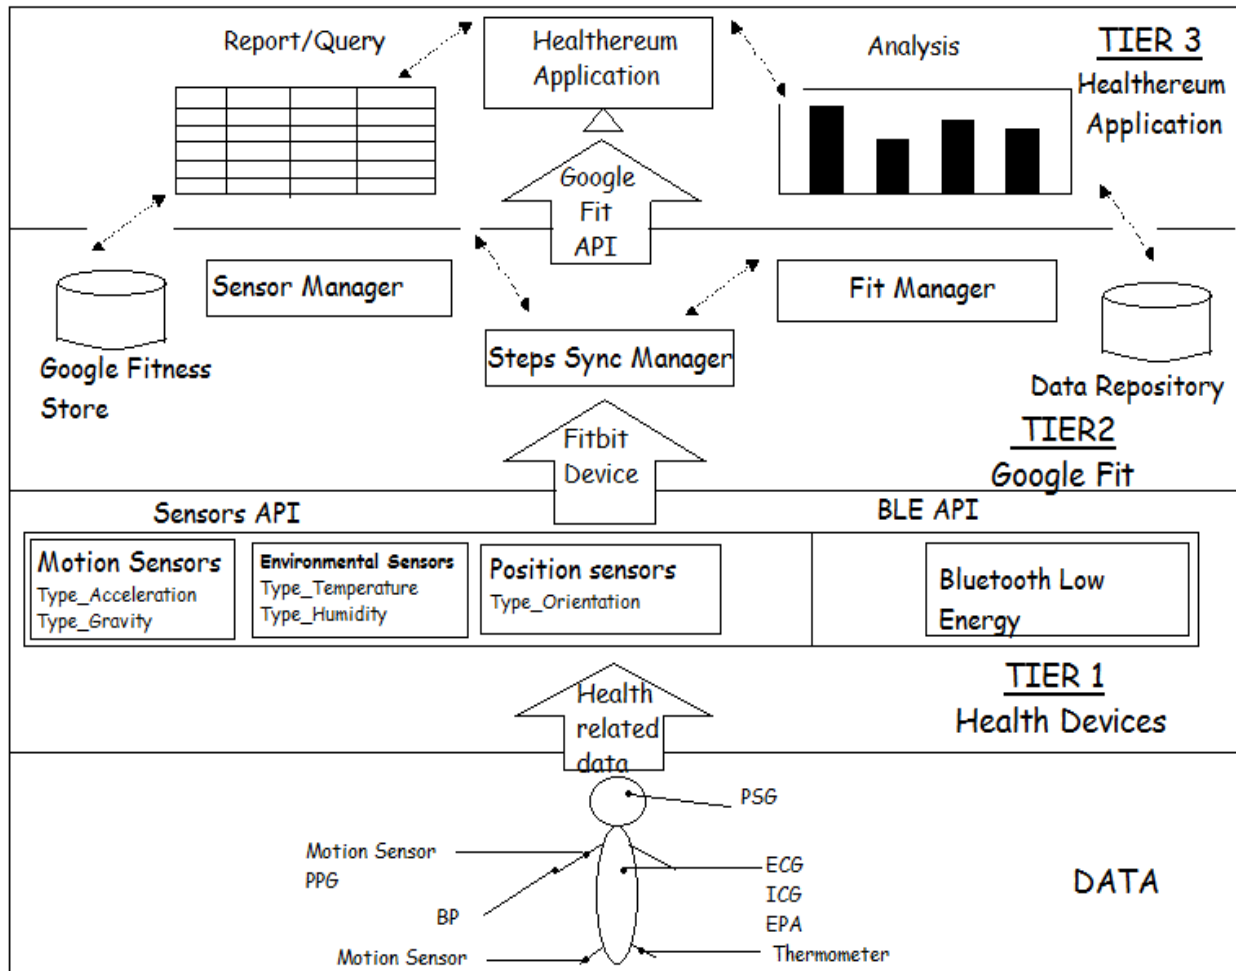 Report/Query
Healthereum
Application
Analysis
TIER 3
Healthereum
Application
Google
Fit
API
Sensor Manager
Fit Manager
Steps Sync Manager
Google Fitness
Store
Data Repository
TIER2
Google Fit
Fitbit
Device
Sensors API
BLE API
Motion Sensors
Type_Acceleration
Type_Gravity
Environmental Sensors
Type_Temperature
Type_Humidity
Position sensors
Type_Orientation
Bluetooth Low
Energy
TIER 1
Health Devices
Health
related
data
PSG
Motion Sensor
PPG
BP
Motion Sensor
ECG
ICG
EPA
Thermometer
DATA